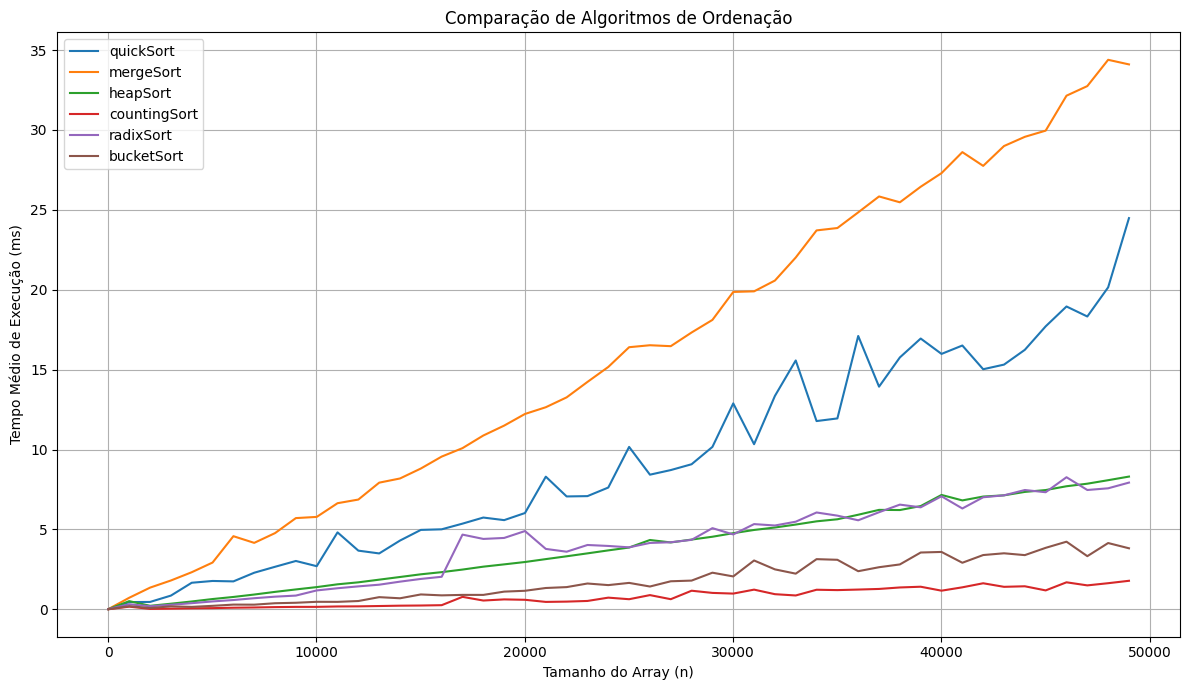 Comparação de Algoritmos de Ordenação
quickSort
mergeSort
heapSort
countingSort
radixSort
bucketSort
35
30
25
20
15
10
5
0
Tempo Médio de Execução (ms)
0 10000 20000 30000 40000 50000
Tamanho do Array (n)